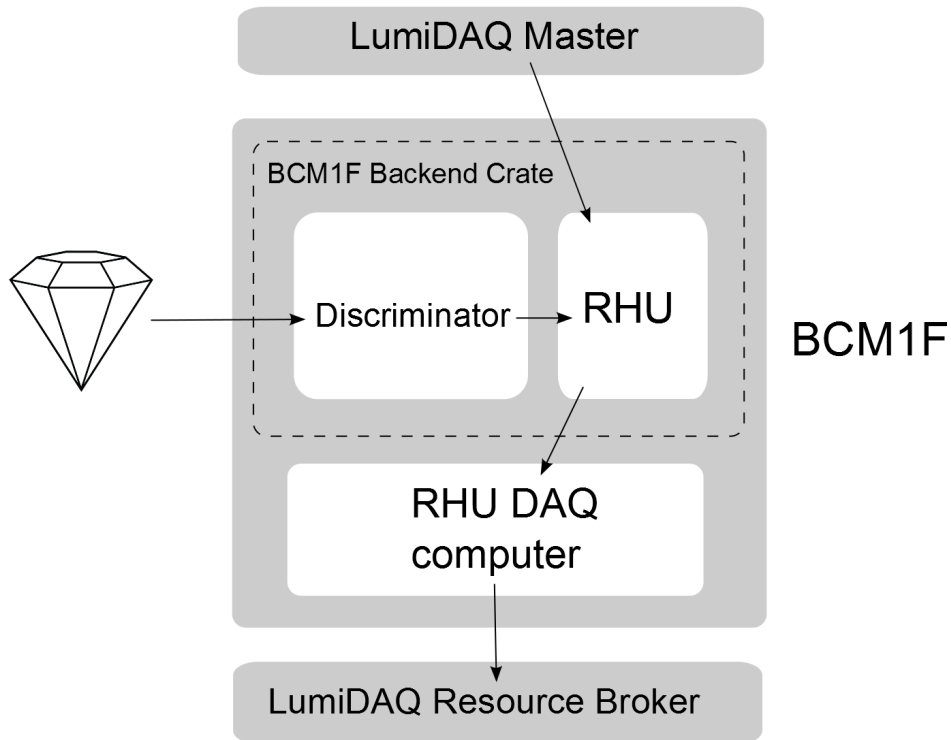 LumiDAQ Master
BCM1F Backend Crate
Discriminator
RHU
BCM1F
RHU DAQ
computer
LumiDAQ Resource Broker